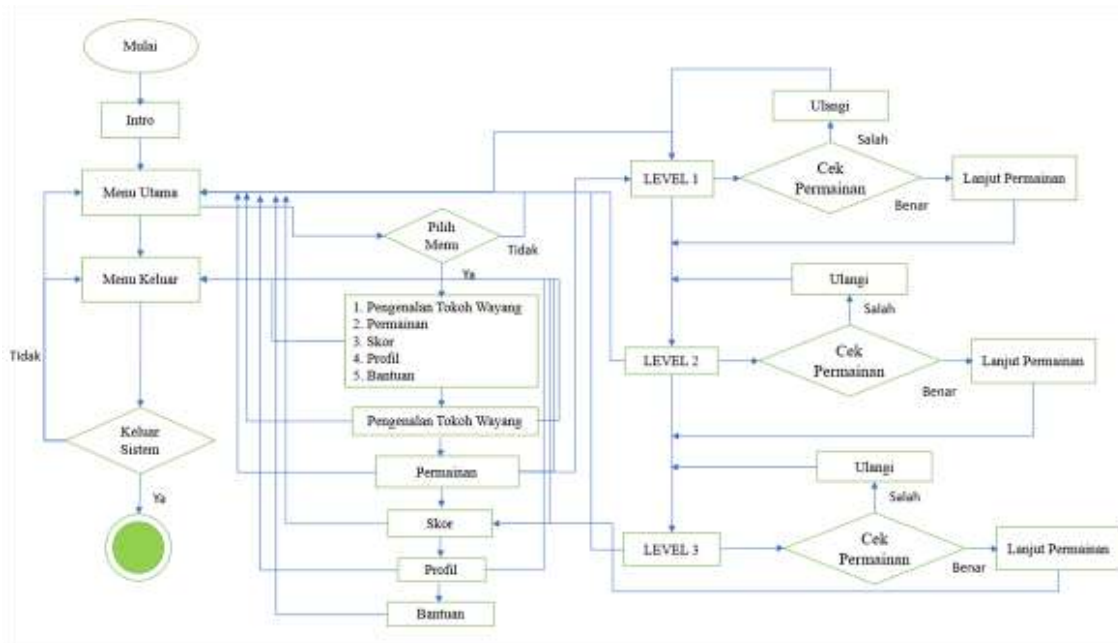 Mulai
Intro
Menu Utama
Menu Keluar
Tidak
Keluar
Sistem
Ya
Pilih
Menu
Tidak
Ya
1. Pengenalan Tokoh Wayang
2. Permainan
3. Skor
4. Profil
5. Bantuan
Pengenalan Tokoh Wayang
Permainan
Skor
Profil
Bantuan
Ulangi
Salah
LEVEL 1
Cek
Permainan
Lanjut Permainan
Benar
Ulangi
Salah
LEVEL 2
Cek
Permainan
Lanjut Permainan
Benar
Ulangi
Salah
LEVEL 3
Cek
Permainan
Lanjut Permainan
Benar